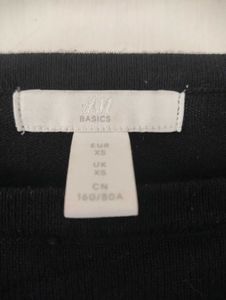 H&M
BASICS
EUR
XS
UK
XS
CN
160/80A